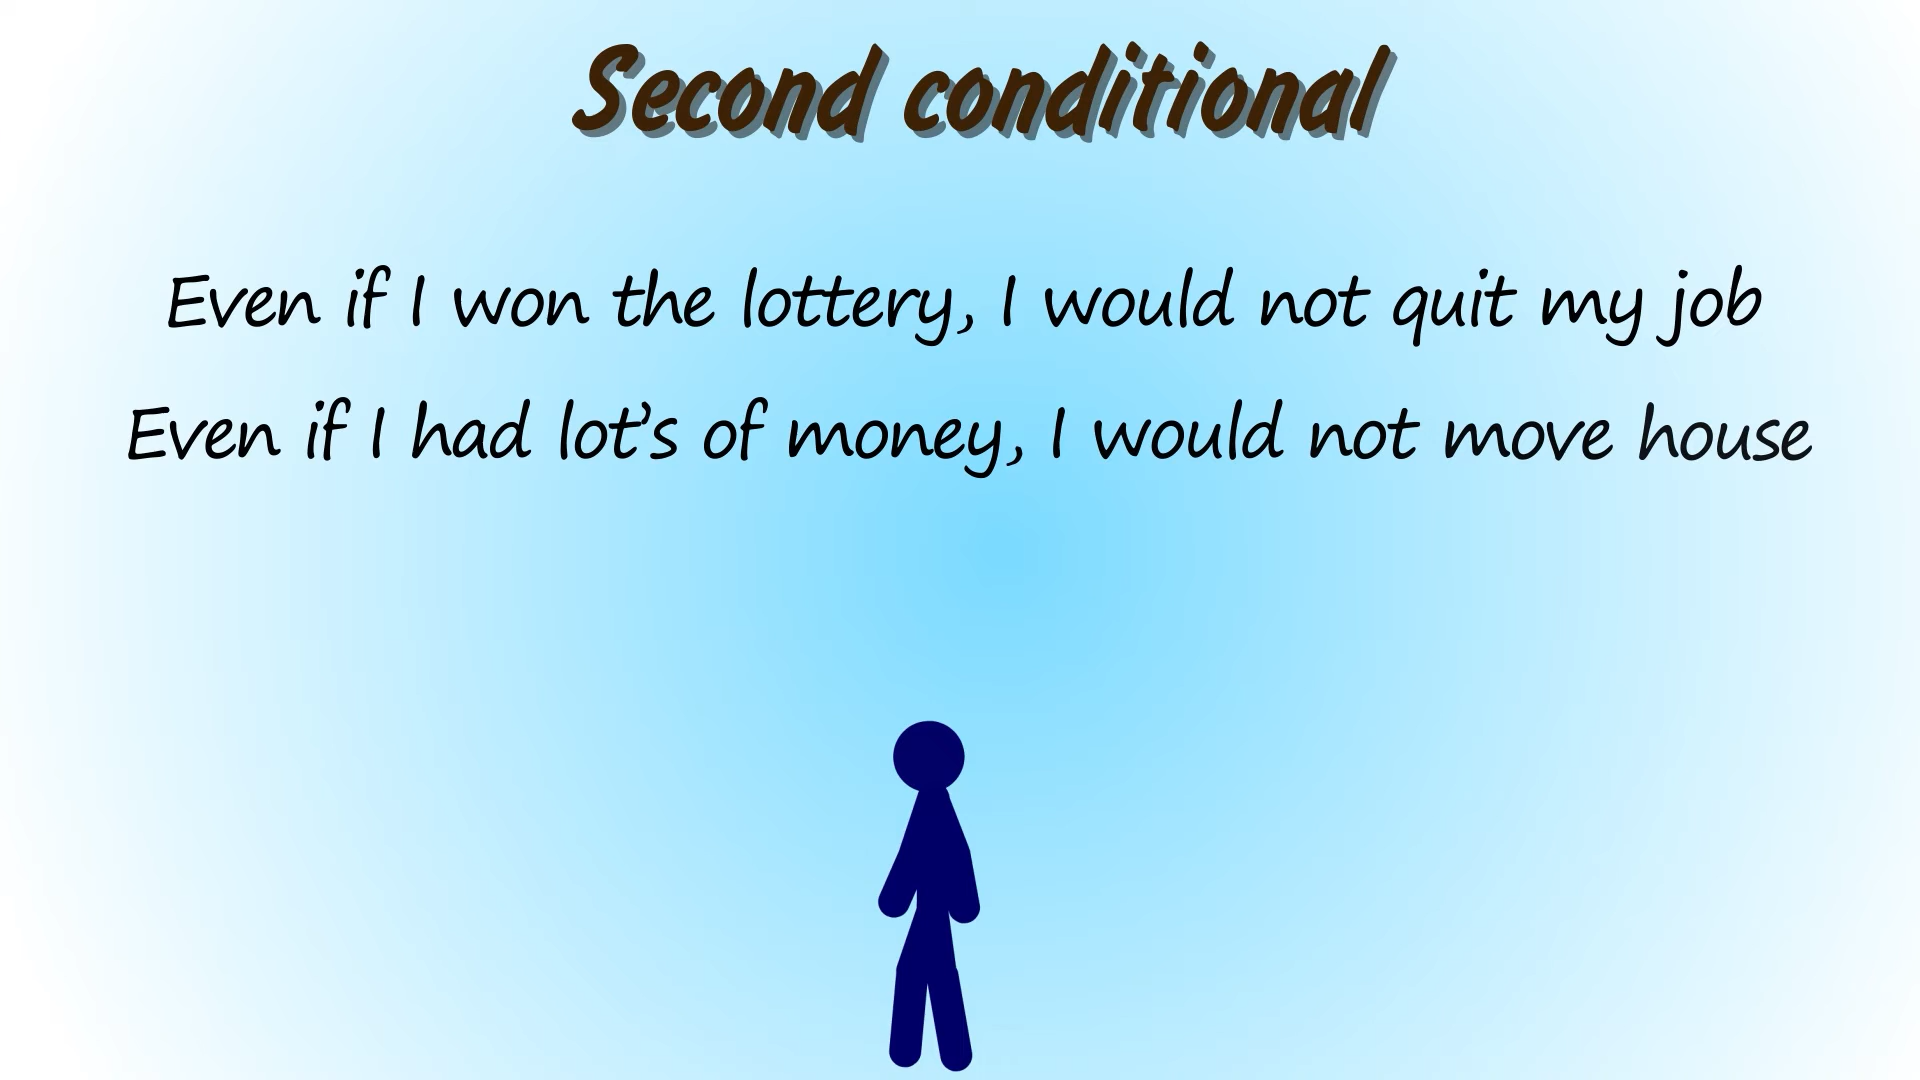 Second conditional
Even if I won the lottery, I would not quit my job
Even if I had lot’s of money, I would not move house